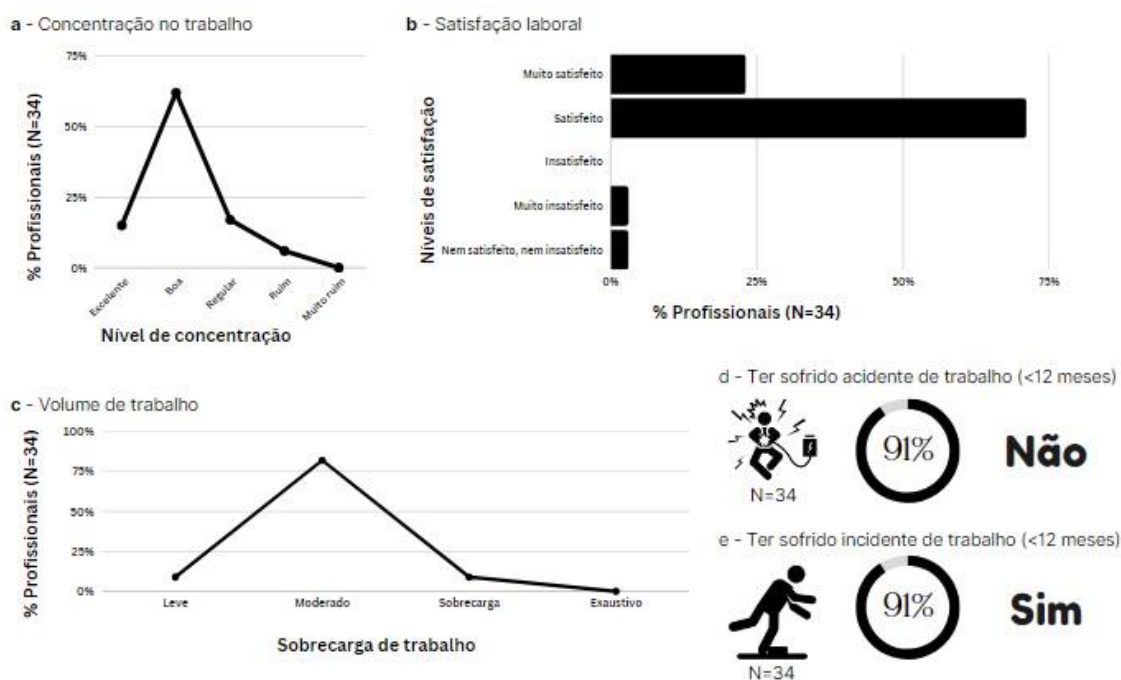 a - Concentração no trabalho
75%
50%
25%
0%
% Profissionais (N=34)
Excelente
Boa
Regular
Ruim
Muito ruim
Nível de concentração
b - Satisfação laboral
Níveis de satisfação
Muito satisfeito
Satisfeito
Insatisfeito
Muito insatisfeito
Nem satisfeito, nem insatisfeito
0%
25%
50%
75%
% Profissionais (N=34)
c - Volume de trabalho
% Profissionais (N=34)
100%
75%
50%
25%
0%
Leve
Moderado
Sobrecarga
Exaustivo
Sobrecarga de trabalho
d - Ter sofrido acidente de trabalho (<12 meses)
N=34
91%
Não
e - Ter sofrido incidente de trabalho (<12 meses)
N=34
91%
Sim